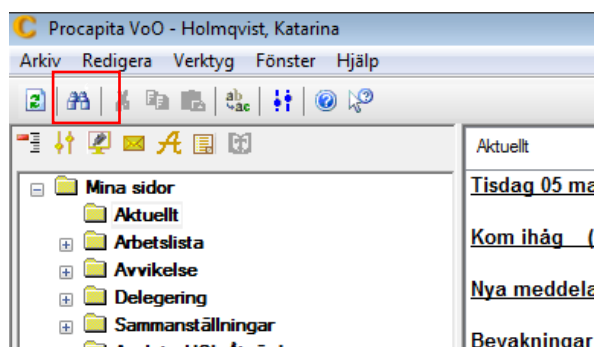 Procapita VoO - Holmqvist, Katarina
Arkiv Redigera Verktyg Fönster Hjälp
Aktuellt
Mina sidor
Aktuellt
Arbetslista
Avvikelse
Delegering
Sammanställningar
Tisdag 05 ma
Kom ihåg (
Nya meddela
Bevakningar